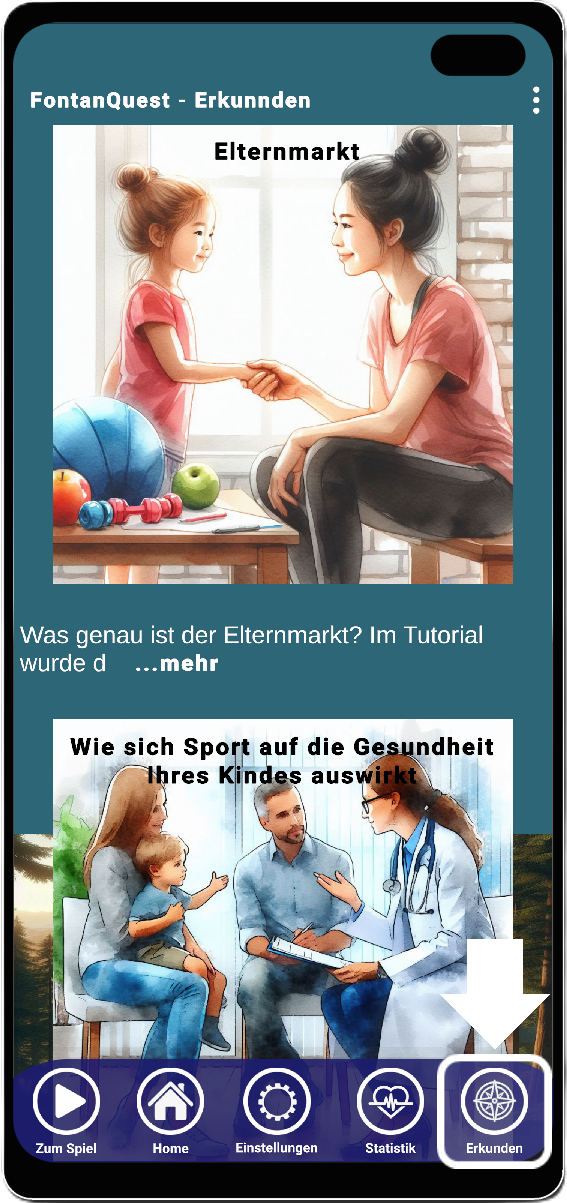 FontanQuest - Erkunnden
Elternmarkt
Was genau ist der Elternmarkt? Im Tutorial
wurde d ...mehr
Wie sich Sport auf die Gesundheit
Ihres Kindes auswirkt
Zum Spiel Home Einstellungen Statistik Erkunden